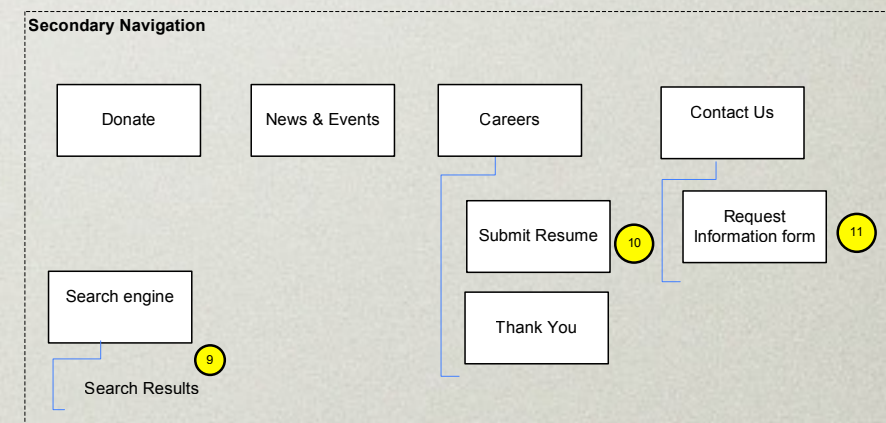 Secondary Navigation
Donate
News & Events
Careers
Contact Us
Submit Resume
10
Request
Information form
11
Search engine
Thank You
9
Search Results